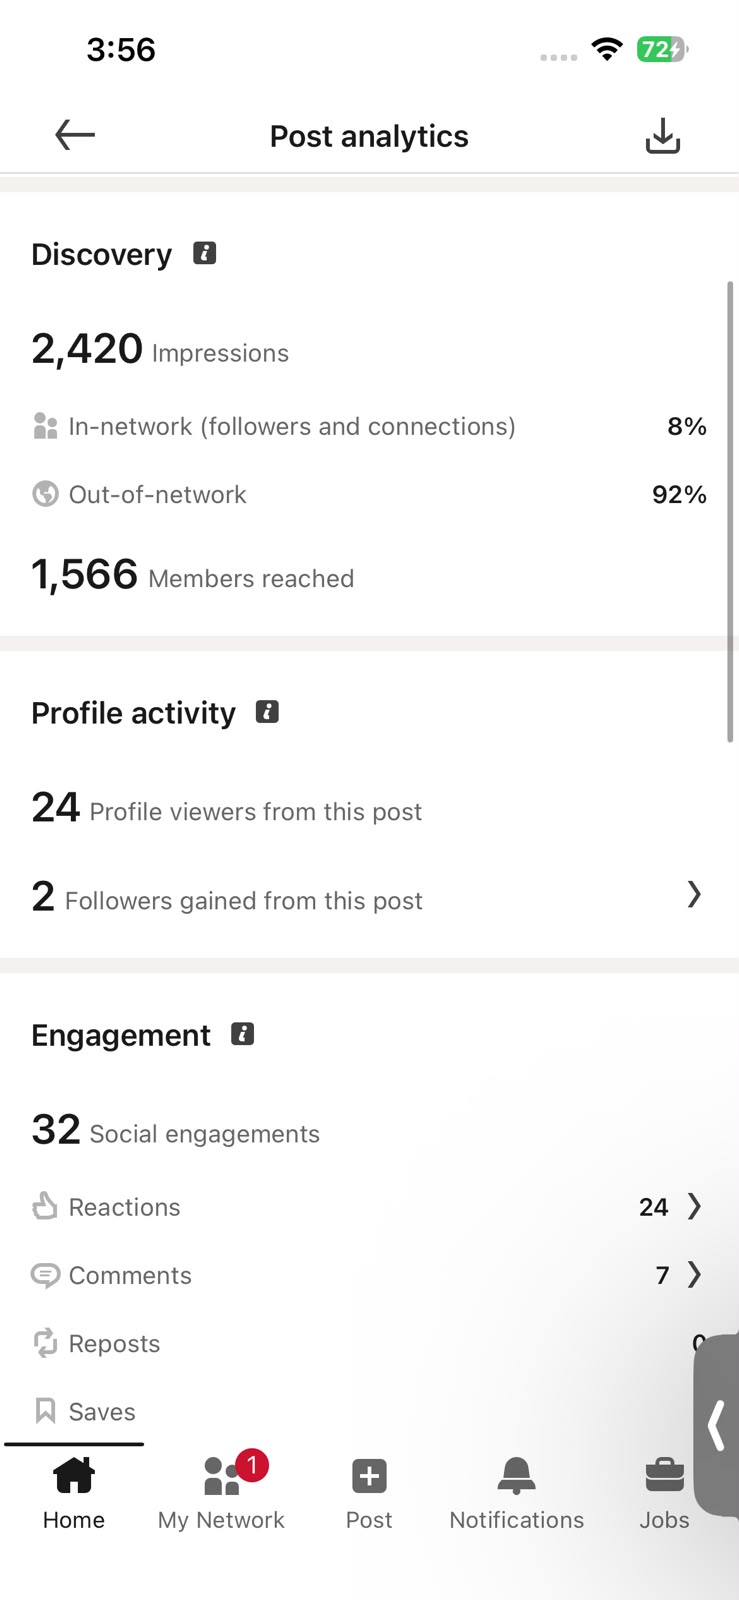 3:56
72
Post analytics
Discovery
2,420 Impressions
In-network (followers and connections) 8%
Out-of-network 92%
1,566 Members reached
Profile activity
24 Profile viewers from this post
2 Followers gained from this post
Engagement
32 Social engagements
Reactions 24
Comments 7
Reposts
Saves
1
Home My Network Post Notifications Jobs